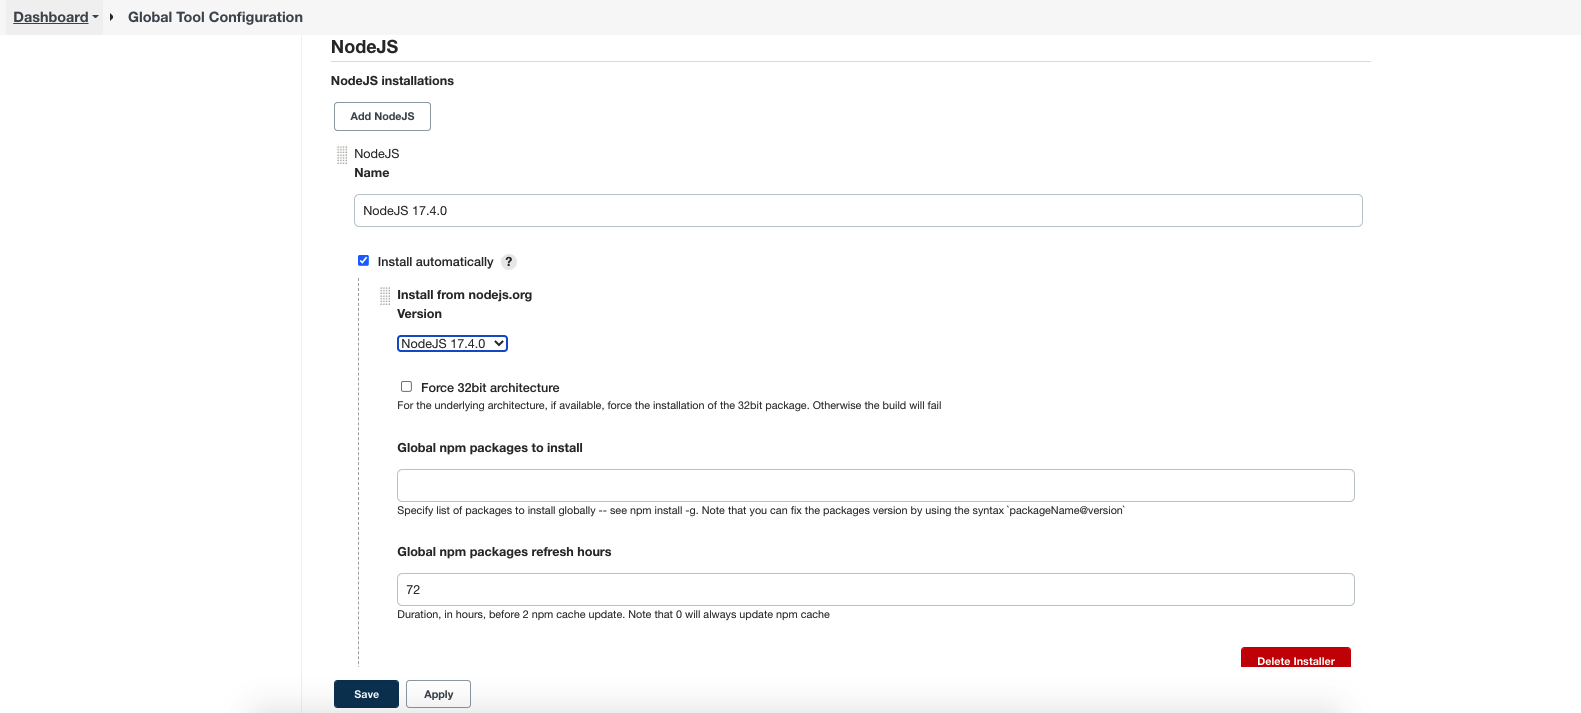 Dashboard
Global Tool Configuration
NodeJS
NodeJS installations
Add NodeJS
NodeJS
Name
NodeJS 17.4.0
Install automatically ?
Install from nodejs.org
Version
NodeJS 17.4.0
Force 32bit architecture
For the underlying architecture, if available, force the installation of the 32bit package. Otherwise the build will fail
Global npm packages to install
Specify list of packages to install globally -- see npm install -g. Note that you can fix the packages version by using the syntax `packageName@version`
Global npm packages refresh hours
72
Duration, in hours, before 2 npm cache update. Note that 0 will always update npm cache
Delete Installer
Save
Apply